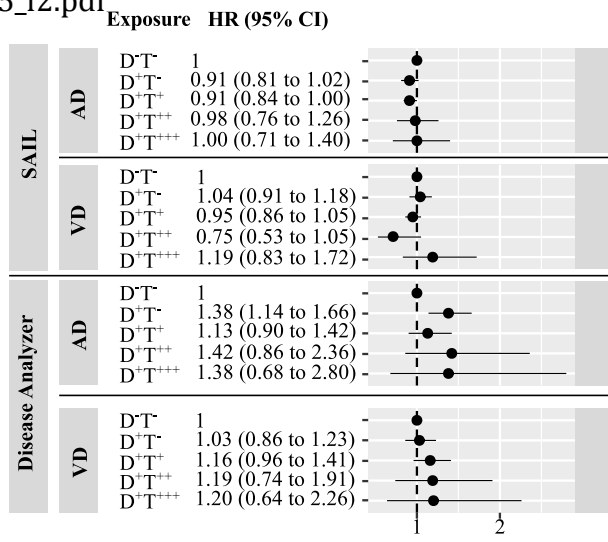 5_f2.pdf
Exposure HR (95% CI)
SAIL
AD
D⁻T⁻ 1
D⁺T⁻ 0.91 (0.81 to 1.02)
D⁺T⁺ 0.91 (0.84 to 1.00)
D⁺T⁺⁺ 0.98 (0.76 to 1.26)
D⁺T⁺⁺⁺ 1.00 (0.71 to 1.40)
VD
D⁻T⁻ 1
D⁺T⁻ 1.04 (0.91 to 1.18)
D⁺T⁺ 0.95 (0.86 to 1.05)
D⁺T⁺⁺ 0.75 (0.53 to 1.05)
D⁺T⁺⁺⁺ 1.19 (0.83 to 1.72)
Disease Analyzer
AD
D⁻T⁻ 1
D⁺T⁻ 1.38 (1.14 to 1.66)
D⁺T⁺ 1.13 (0.90 to 1.42)
D⁺T⁺⁺ 1.42 (0.86 to 2.36)
D⁺T⁺⁺⁺ 1.38 (0.68 to 2.80)
VD
D⁻T⁻ 1
D⁺T⁻ 1.03 (0.86 to 1.23)
D⁺T⁺ 1.16 (0.96 to 1.41)
D⁺T⁺⁺ 1.19 (0.74 to 1.91)
D⁺T⁺⁺⁺ 1.20 (0.64 to 2.26)
1 2